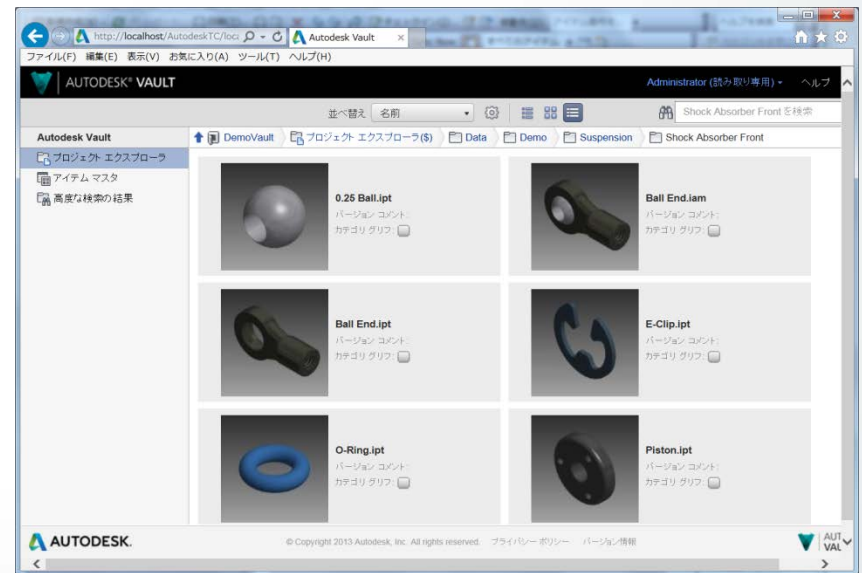 http://localhost/AutodeskTC/loca
Autodesk Vault
ファイル(F) 編集(E) 表示(V) お気に入り(A) ツール(T) ヘルプ(H)
AUTODESK® VAULT
Administrator (読み取り専用)
ヘルプ
並べ替え 名前
Shock Absorber Front を検索
Autodesk Vault
DemoVault プロジェクト エクスプローラ($) Data Demo Suspension Shock Absorber Front
プロジェクト エクスプローラ
アイテム マスタ
高度な検索の結果
0.25 Ball.ipt
バージョン コメント:
カテゴリ グリフ:
Ball End.iam
バージョン コメント:
カテゴリ グリフ:
Ball End.ipt
バージョン コメント:
カテゴリ グリフ:
E-Clip.ipt
バージョン コメント:
カテゴリ グリフ:
O-Ring.ipt
バージョン コメント:
カテゴリ グリフ:
Piston.ipt
バージョン コメント:
カテゴリ グリフ:
AUTODESK.
© Copyright 2013 Autodesk, Inc. All rights reserved. プライバシー ポリシー バージョン情報
AUT
VAL